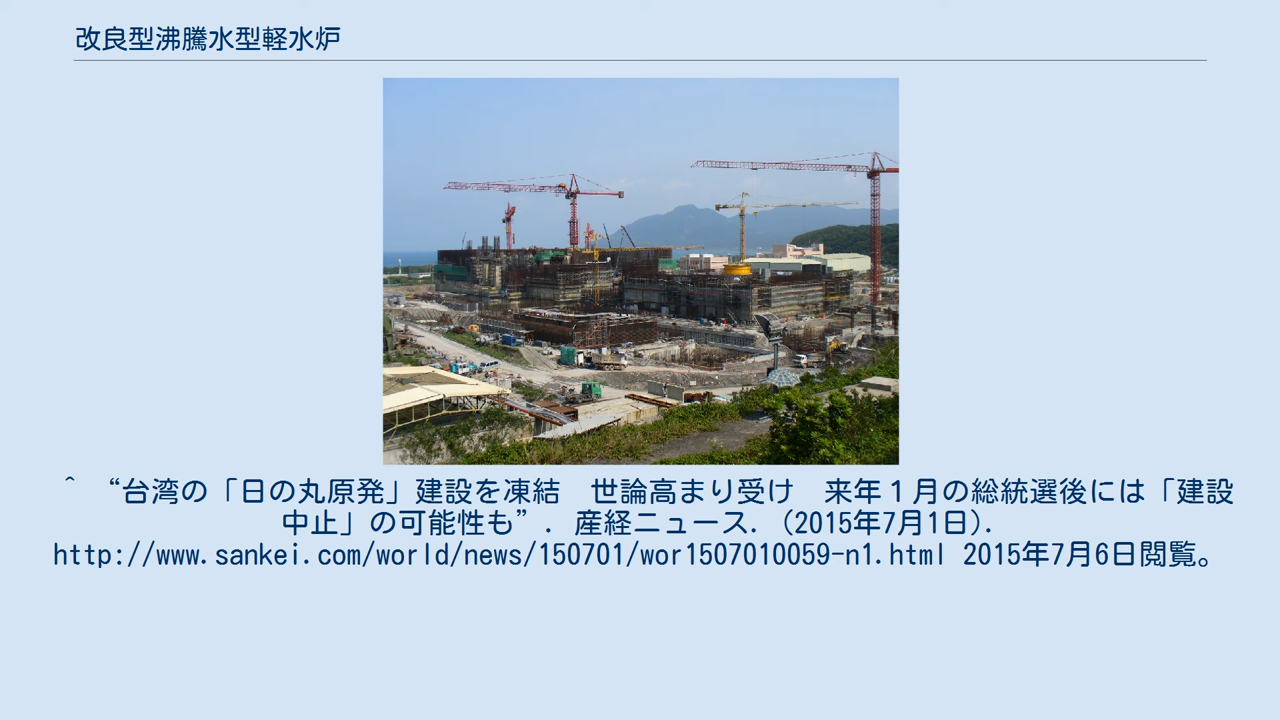 改良型沸騰水型軽水炉
^ “台湾の「日の丸原発」建設を凍結　世論高まり受け　来年１月の総統選後には「建設
中止」の可能性も”. 産経ニュース. (2015年7月1日).
http://www.sankei.com/world/news/150701/wor1507010059-n1.html 2015年7月6日閲覧。